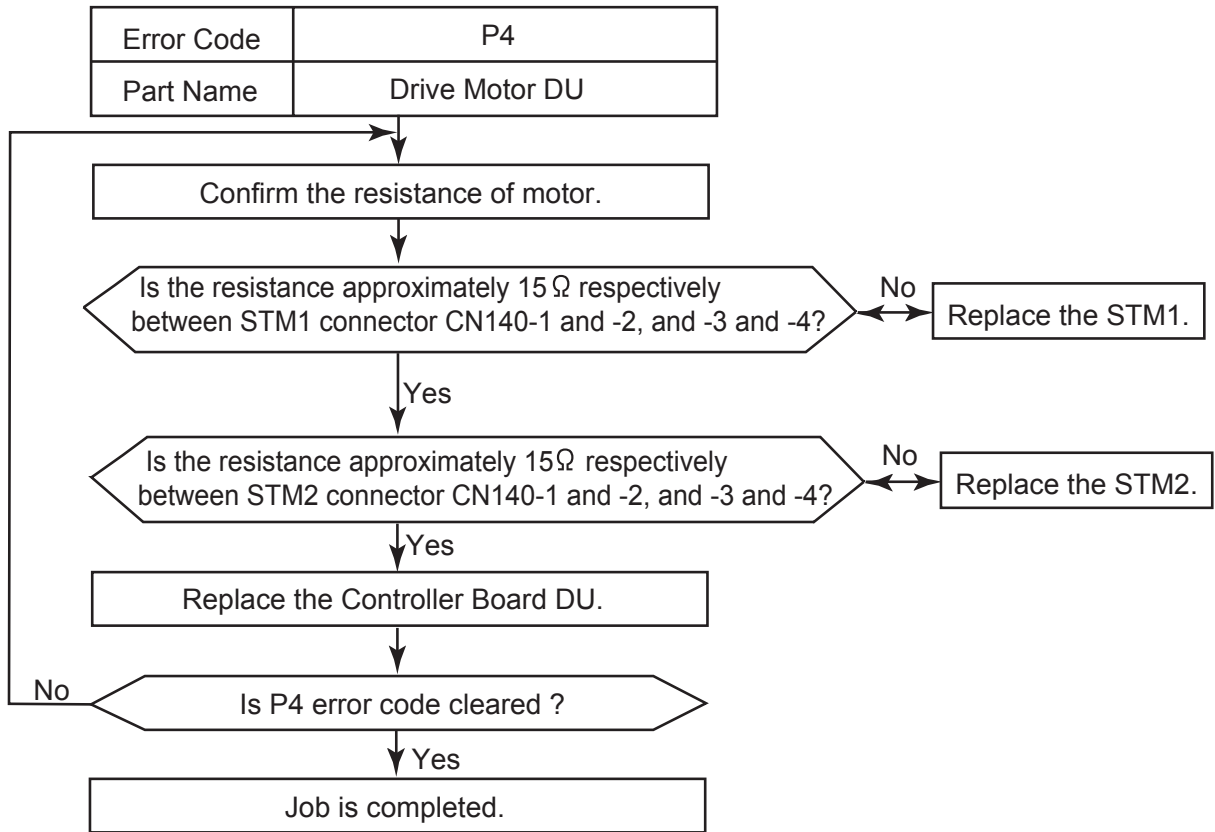 Error Code P4
Part Name Drive Motor DU
Confirm the resistance of motor.
Is the resistance approximately 15Ω respectively
between STM1 connector CN140-1 and -2, and -3 and -4?
No
Replace the STM1.
Yes
Is the resistance approximately 15Ω respectively
between STM2 connector CN140-1 and -2, and -3 and -4?
No
Replace the STM2.
Yes
Replace the Controller Board DU.
No
Is P4 error code cleared ?
Yes
Job is completed.